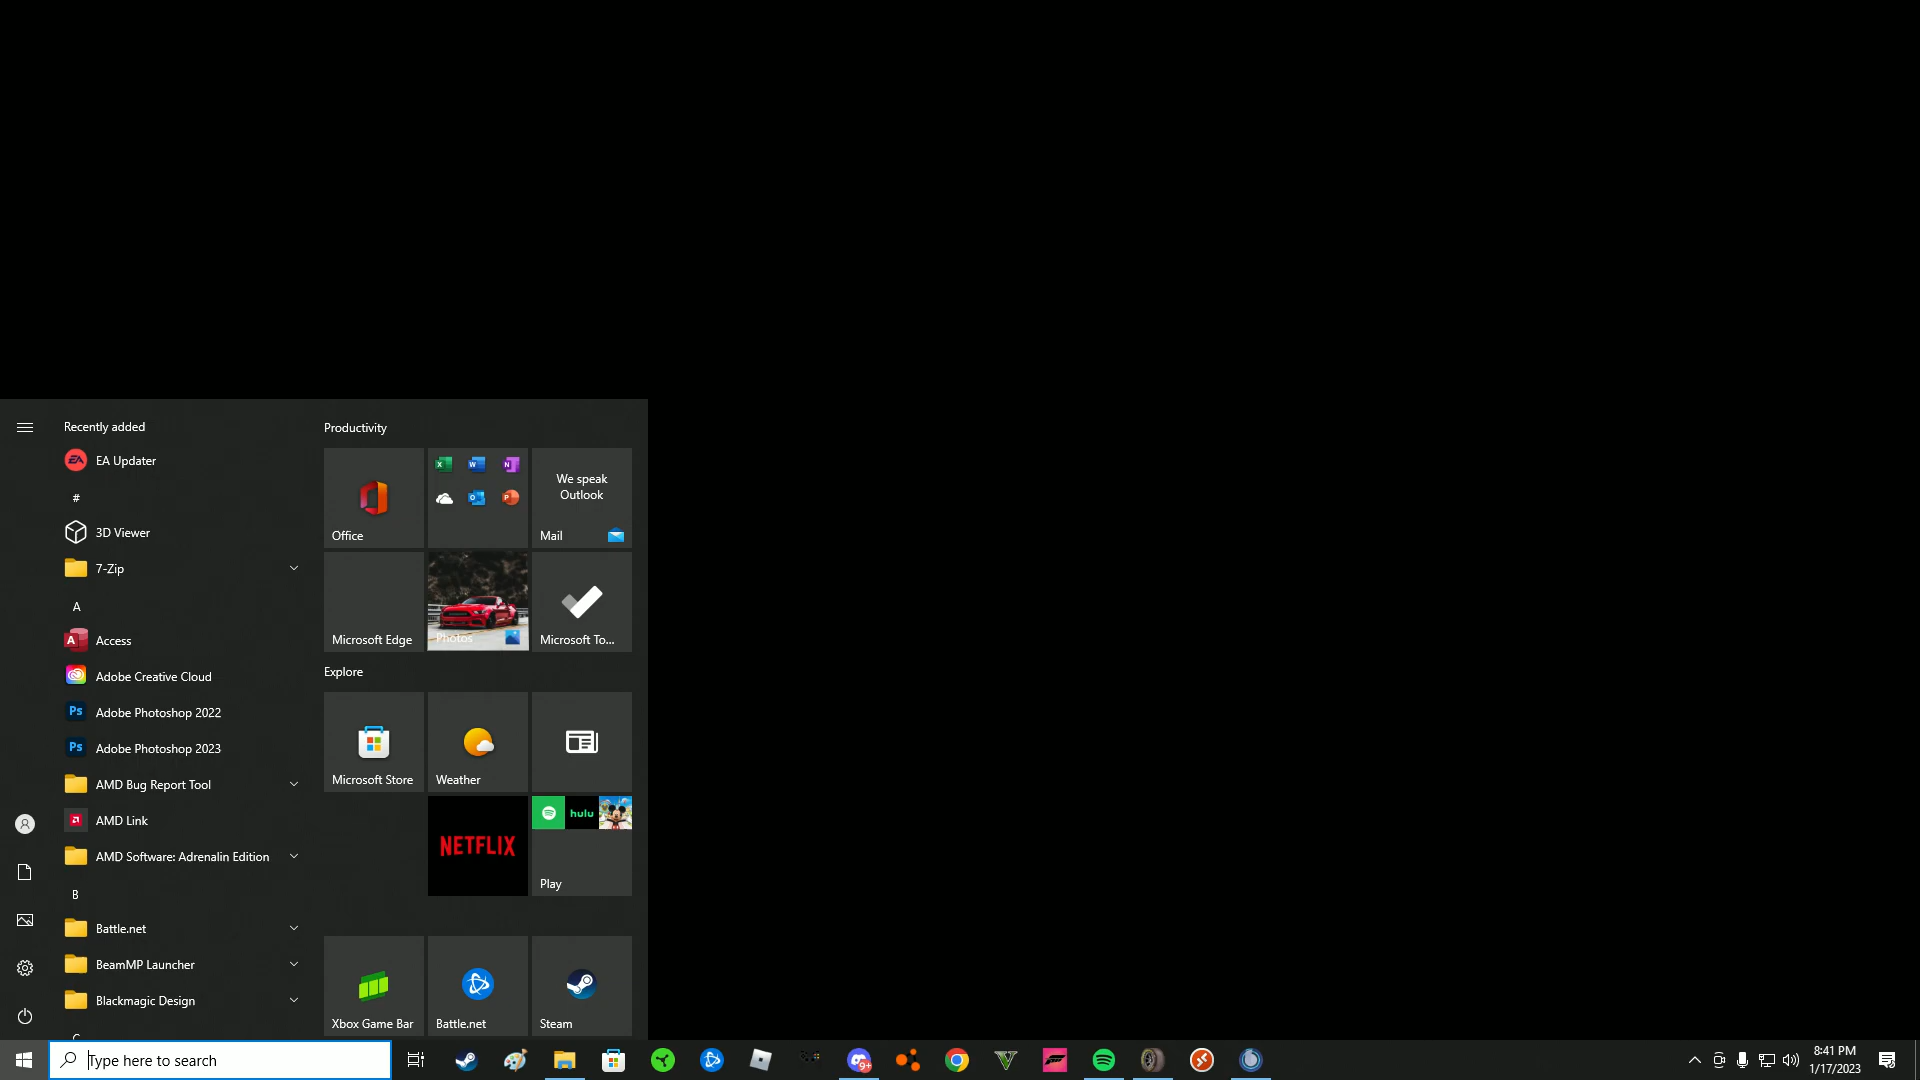 Recently added
EA Updater
#
3D Viewer
7-Zip
A
Access
Adobe Creative Cloud
Ps Adobe Photoshop 2022
Ps Adobe Photoshop 2023
AMD Bug Report Tool
AMD Link
AMD Software: Adrenalin Edition
B
Battle.net
BeamMP Launcher
Blackmagic Design
Productivity
Office
We speak
Outlook
Mail
Microsoft Edge
Photos
Microsoft To...
Explore
Microsoft Store
Weather
NETFLIX
hulu
Play
Xbox Game Bar
Battle.net
Steam
Type here to search
9+
8:41 PM
1/17/2023